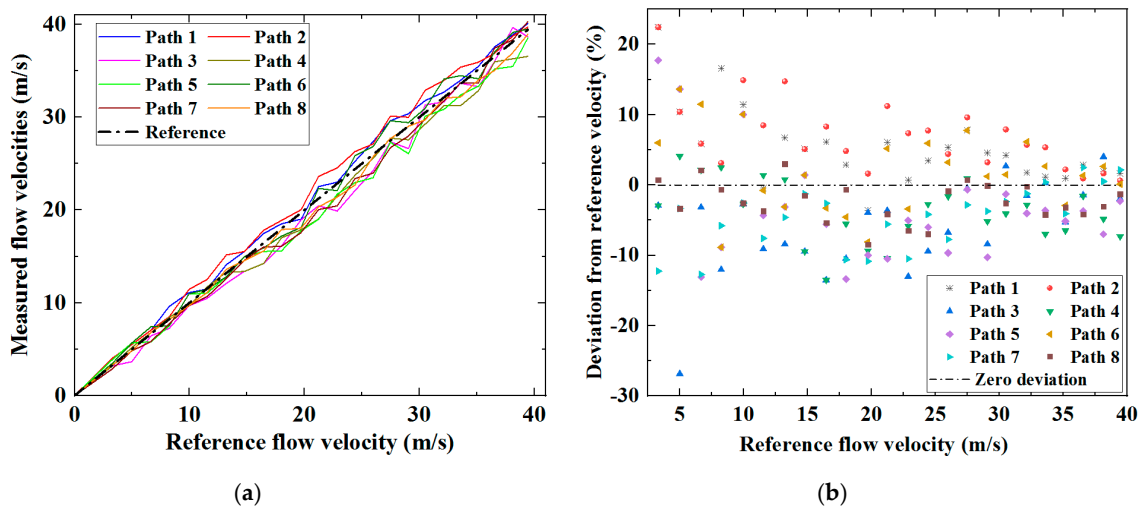 Measured flow velocities (m/s)
40
30
20
10
0
Path 1 Path 2
Path 3 Path 4
Path 5 Path 6
Path 7 Path 8
Reference
0 10 20 30 40
Reference flow velocity (m/s)
(a)
Deviation from reference velocity (%)
20
10
0
-10
-20
-30
Path 1 Path 2
Path 3 Path 4
Path 5 Path 6
Path 7 Path 8
Zero deviation
5 10 15 20 25 30 35 40
Reference flow velocity (m/s)
(b)